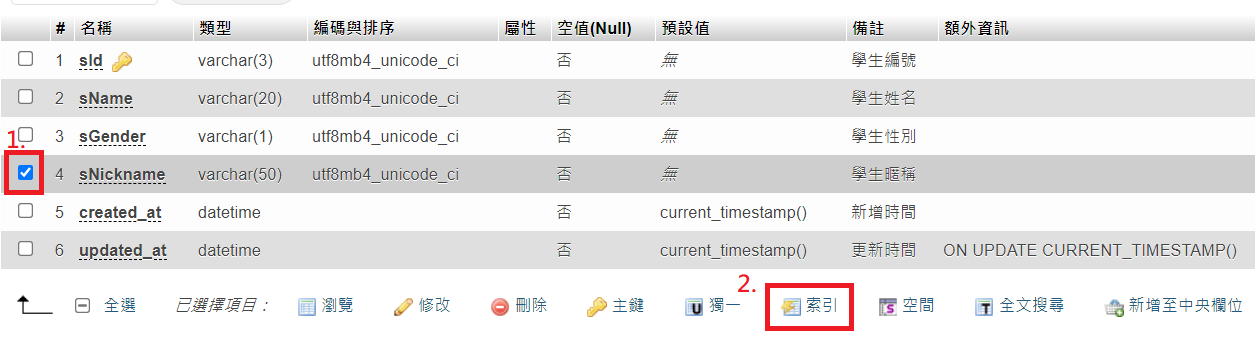 # 名稱 類型 編碼與排序 屬性 空值(Null) 預設值 備註 額外資訊
1 sId varchar(3) utf8mb4_unicode_ci 否 無 學生編號
2 sName varchar(20) utf8mb4_unicode_ci 否 無 學生姓名
1. 3 sGender varchar(1) utf8mb4_unicode_ci 否 無 學生性別
4 sNickname varchar(50) utf8mb4_unicode_ci 否 無 學生暱稱
5 created_at datetime 否 current_timestamp() 新增時間
6 updated_at datetime 否 current_timestamp() 更新時間 ON UPDATE CURRENT_TIMESTAMP()
2.
全選 已選擇項目： 瀏覽 修改 刪除 主鍵 U 獨一 索引 S 空間 T 全文搜尋 新增至中央欄位